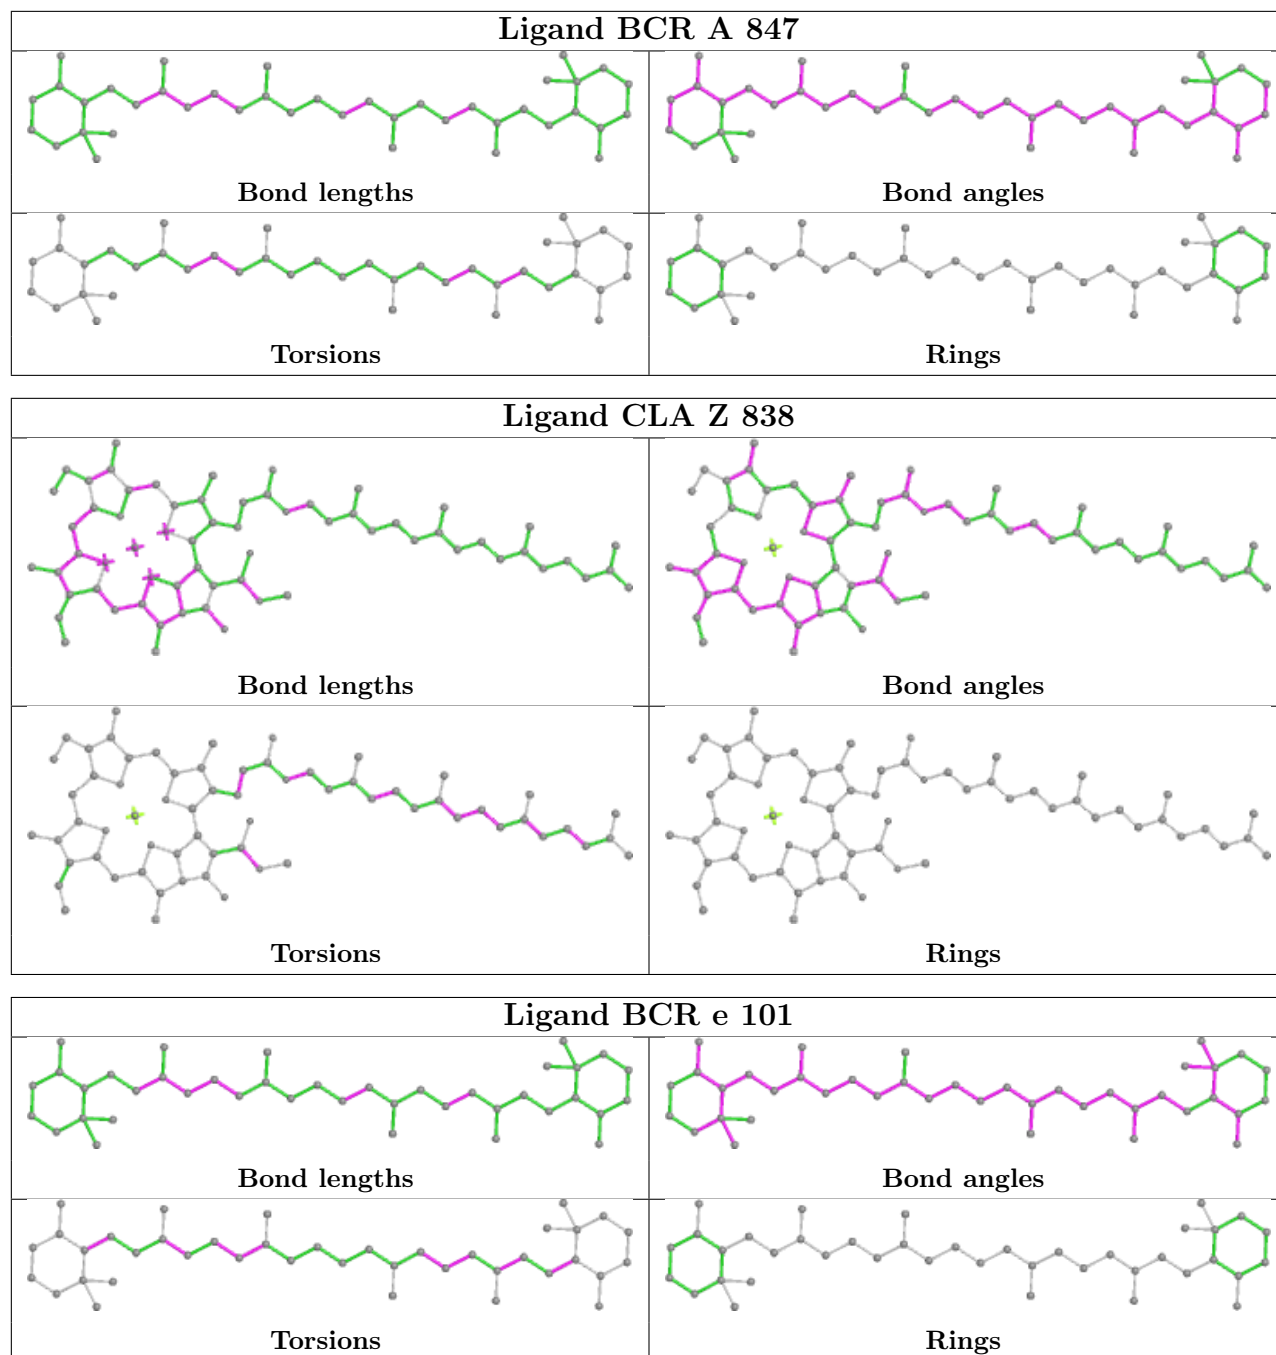 Ligand BCR A 847
Bond lengths
Bond angles
Torsions
Rings
Ligand CLA Z 838
Bond lengths
Bond angles
Torsions
Rings
Ligand BCR e 101
Bond lengths
Bond angles
Torsions
Rings